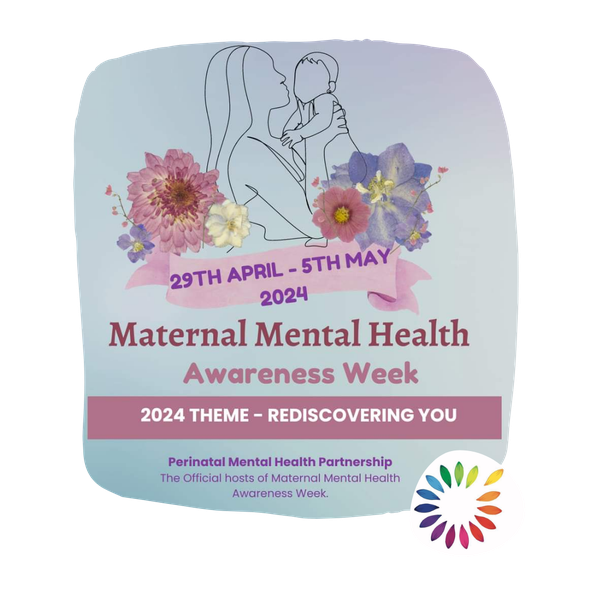 29TH APRIL - 5TH MAY
2024
Maternal Mental Health
Awareness Week
2024 THEME - REDISCOVERING YOU
Perinatal Mental Health Partnership
The Official hosts of Maternal Mental Health
Awareness Week.